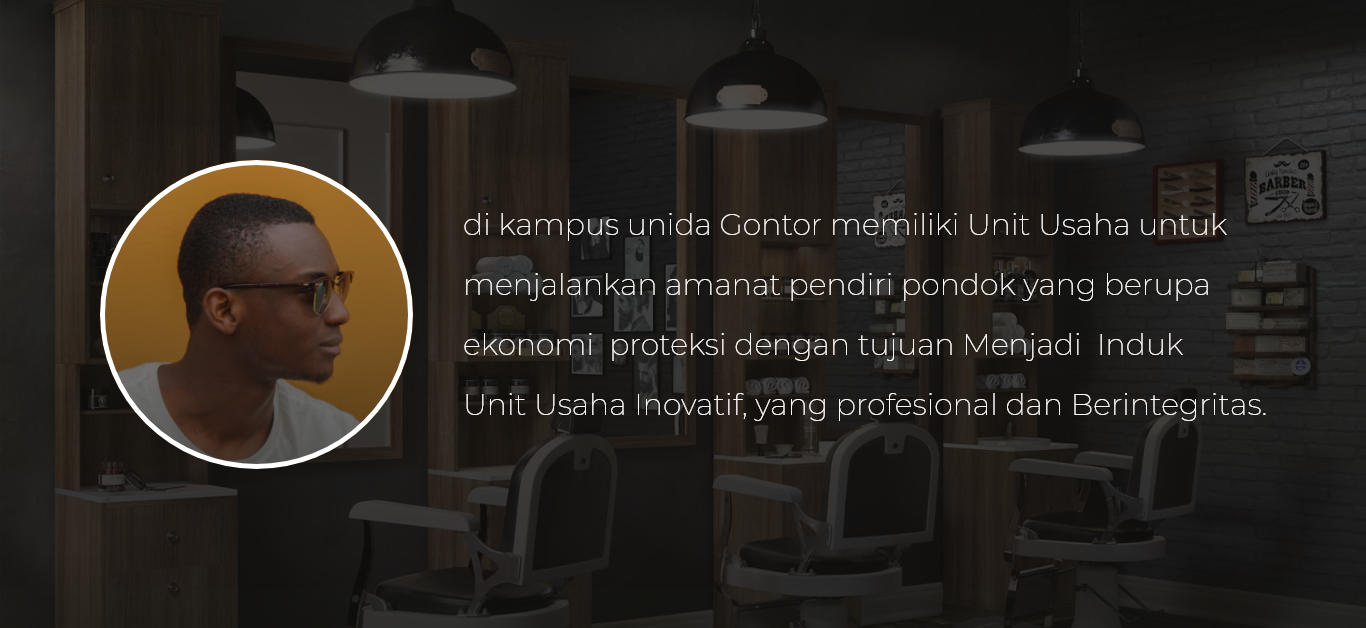 di kampus unida Gontor memiliki Unit Usaha untuk
menjalankan amanat pendiri pondok yang berupa
ekonomi  proteksi dengan tujuan Menjadi  Induk
Unit Usaha Inovatif, yang profesional dan Berintegritas.
BARBER